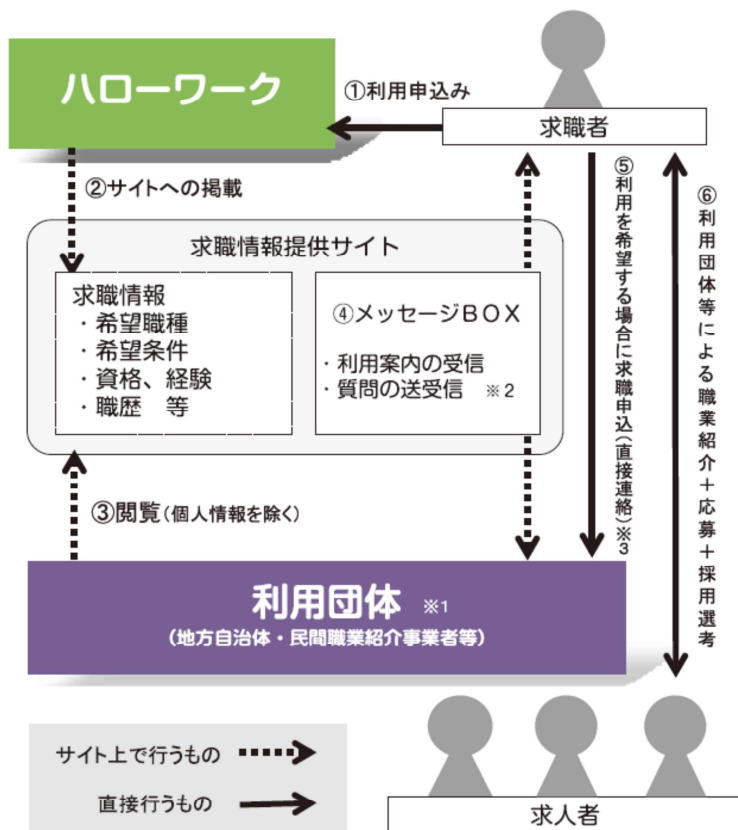 ハローワーク
①利用申込み
求職者
②サイトへの掲載
求職情報提供サイト
求職情報
・希望職種
・希望条件
・資格、経験
・職歴 等
④メッセージBOX
・利用案内の受信
・質問の送受信 ※2
⑤利用を希望する場合に求職申込(直接連絡)※3
⑥利用団体等による職業紹介+応募+採用選考
③閲覧(個人情報を除く)
利用団体 ※1
(地方自治体・民間職業紹介事業者等)
サイト上で行うもの
直接行うもの
求人者